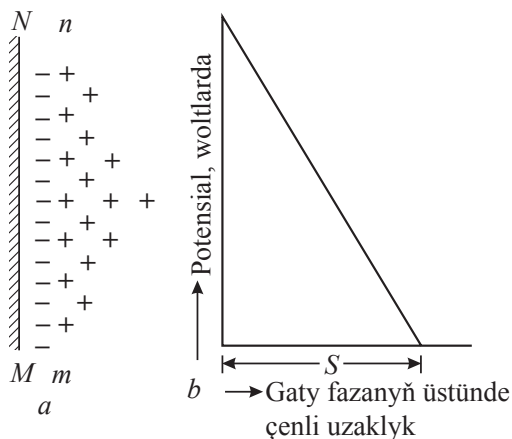 N n
M m
a
Potensial, woltlarda
S
b
Gaty fazanyň üstünde
çenli uzaklyk